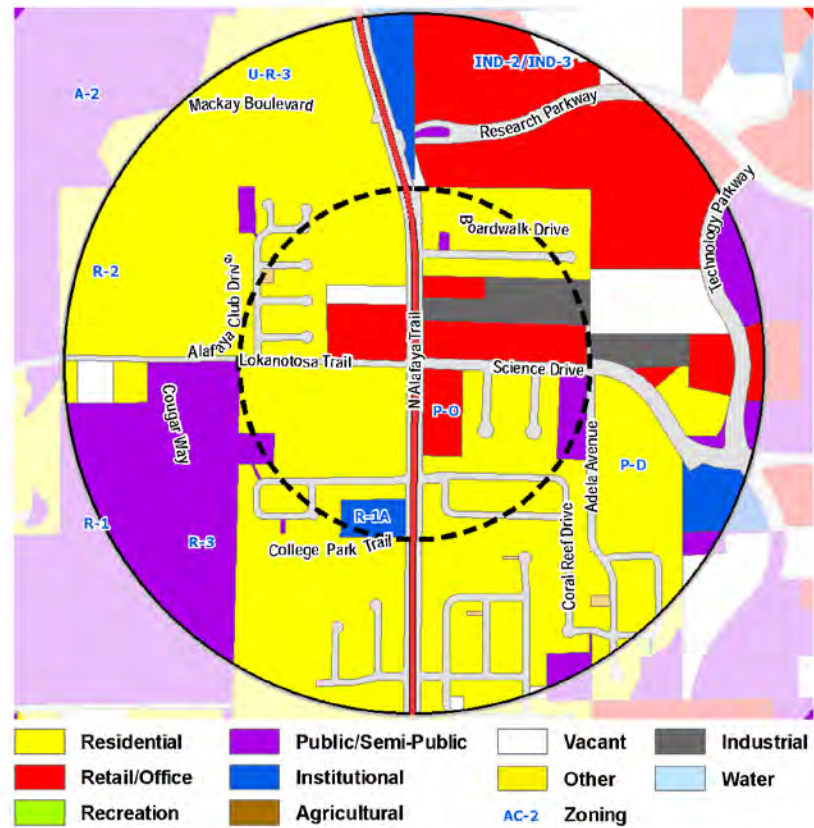 U-R-3
IND-2/IND-3
A-2
Mackay Boulevard
Research Parkway
Technology Parkway
Boardwalk Drive
R-2
Alafaya Club Drive
N Alafaya Trail
Lokanotosa Trail
Science Drive
Cougar Way
P-O
Adela Avenue
P-D
R-1
R-1A
R-3
College Park Trail
Coral Reef Drive
Residential
Public/Semi-Public
Vacant
Industrial
Retail/Office
Institutional
Other
Water
Recreation
Agricultural
AC-2
Zoning